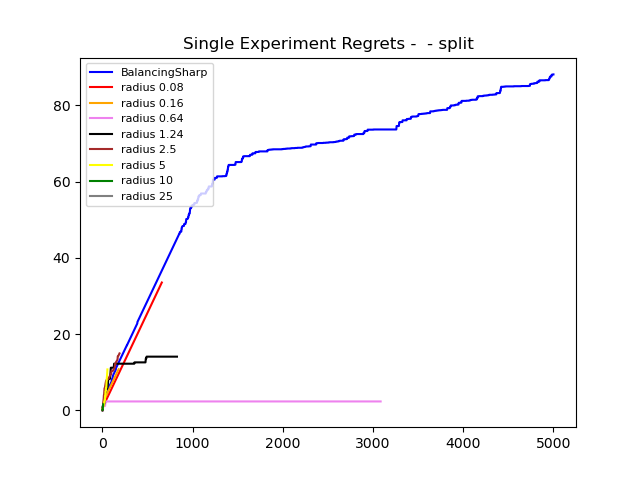 Single Experiment Regrets -  - split
BalancingSharp
radius 0.08
radius 0.16
radius 0.64
radius 1.24
radius 2.5
radius 5
radius 10
radius 25
80
60
40
20
0
0 1000 2000 3000 4000 5000